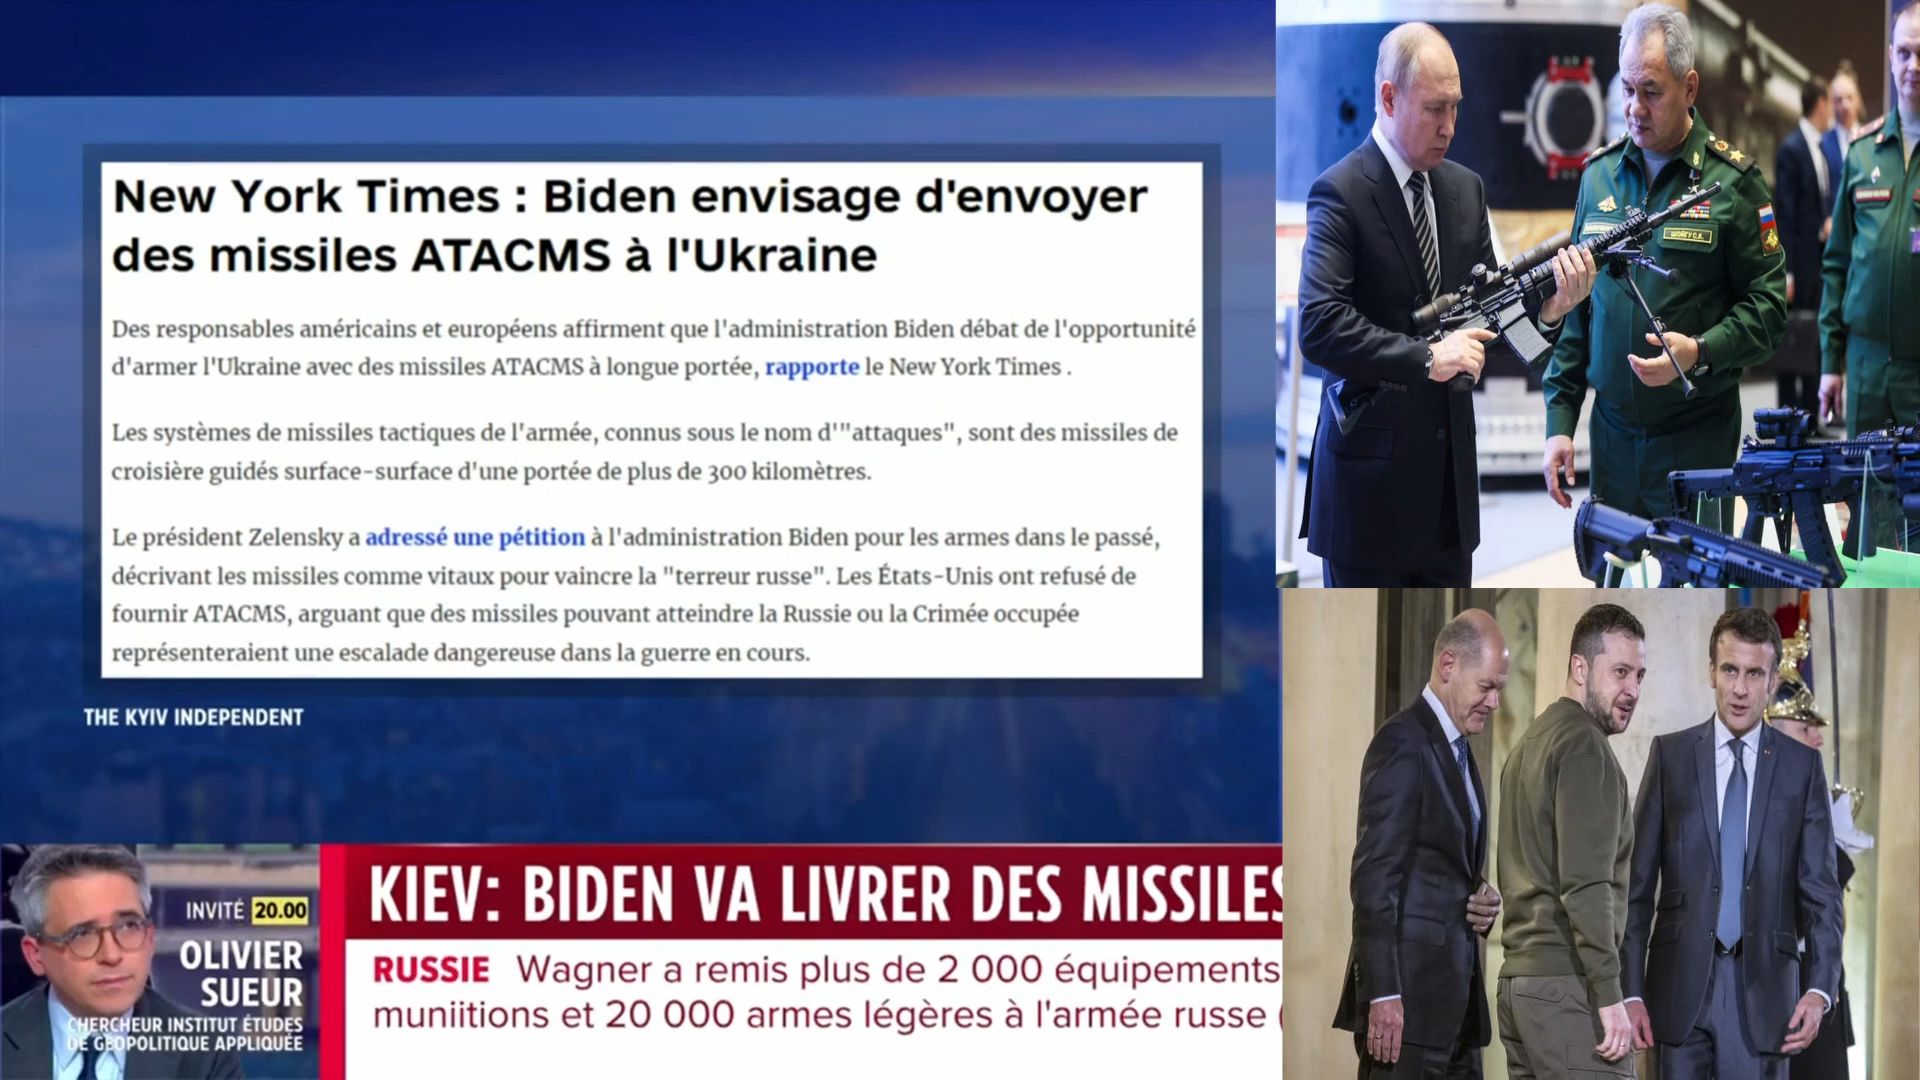 New York Times : Biden envisage d'envoyer
des missiles ATACMS à l'Ukraine
Des responsables américains et européens affirment que l'administration Biden débat de l'opportunité
d'armer l'Ukraine avec des missiles ATACMS à longue portée, rapporte le New York Times .
Les systèmes de missiles tactiques de l'armée, connus sous le nom d'"attaques", sont des missiles de
croisière guidés surface-surface d'une portée de plus de 300 kilomètres.
Le président Zelensky a adressé une pétition à l'administration Biden pour les armes dans le passé,
décrivant les missiles comme vitaux pour vaincre la "terreur russe". Les États-Unis ont refusé de
fournir ATACMS, arguant que des missiles pouvant atteindre la Russie ou la Crimée occupée
représenteraient une escalade dangereuse dans la guerre en cours.
THE KYIV INDEPENDENT
INVITÉ 20.00
OLIVIER
SUEUR
CHERCHEUR INSTITUT ÉTUDES
DE GÉOPOLITIQUE APPLIQUÉE
KIEV: BIDEN VA LIVRER DES MISSILES
RUSSIE Wagner a remis plus de 2 000 équipements
muniitions et 20 000 armes légères à l'armée russe (
ШОЙГУ С.К.